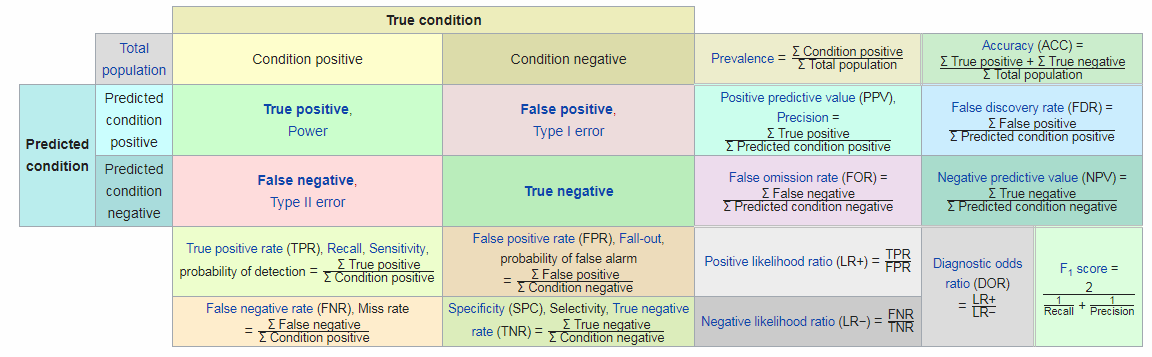 True condition
Total
population
Condition positive
Condition negative
Prevalence = Σ Condition positive / Σ Total population
Accuracy (ACC) =
Σ True positive + Σ True negative
Σ Total population
Predicted
condition
Predicted
condition
positive
True positive,
Power
False positive,
Type I error
Positive predictive value (PPV),
Precision =
Σ True positive
Σ Predicted condition positive
False discovery rate (FDR) =
Σ False positive
Σ Predicted condition positive
Predicted
condition
negative
False negative,
Type II error
True negative
False omission rate (FOR) =
Σ False negative
Σ Predicted condition negative
Negative predictive value (NPV) =
Σ True negative
Σ Predicted condition negative
True positive rate (TPR), Recall, Sensitivity,
probability of detection = Σ True positive / Σ Condition positive
False positive rate (FPR), Fall-out,
probability of false alarm
= Σ False positive / Σ Condition negative
Positive likelihood ratio (LR+) = TPR / FPR
Diagnostic odds
ratio (DOR)
= LR+ / LR−
F1 score =
2
1 / Recall + 1 / Precision
False negative rate (FNR), Miss rate
= Σ False negative / Σ Condition positive
Specificity (SPC), Selectivity, True negative
rate (TNR) = Σ True negative / Σ Condition negative
Negative likelihood ratio (LR−) = FNR / TNR